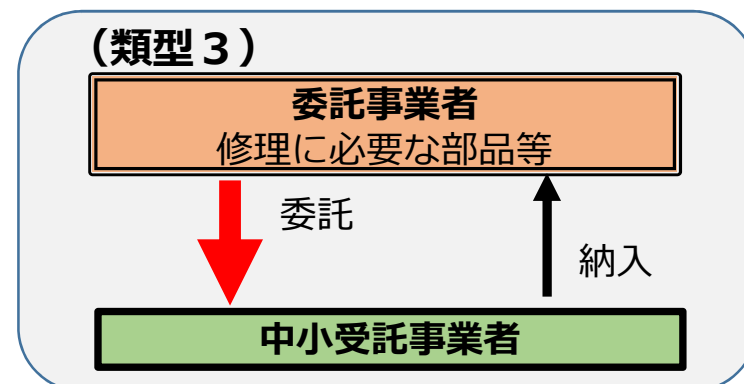 （類型３）
委託事業者
修理に必要な部品等
委託
納入
中小受託事業者